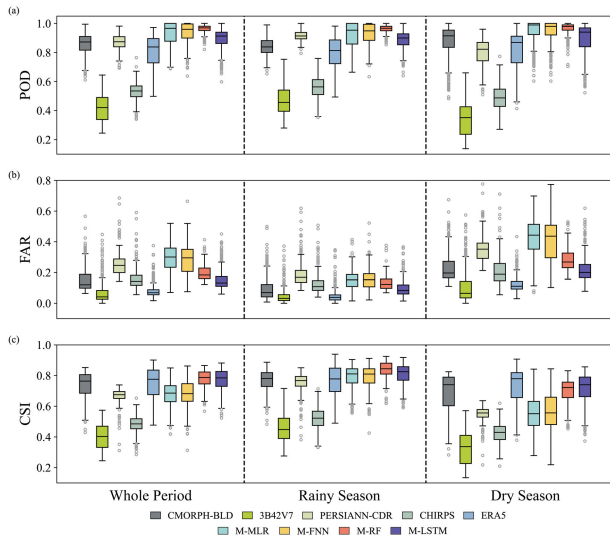 (a)
1.0
0.8
0.6
0.4
0.2
POD
(b)
0.8
0.6
0.4
0.2
0.0
FAR
(c)
1.0
0.8
0.6
0.4
0.2
CSI
Whole Period Rainy Season Dry Season
CMORPH-BLD 3B42V7 PERSIANN-CDR CHIRPS ERA5
M-MLR M-FNN M-RF M-LSTM